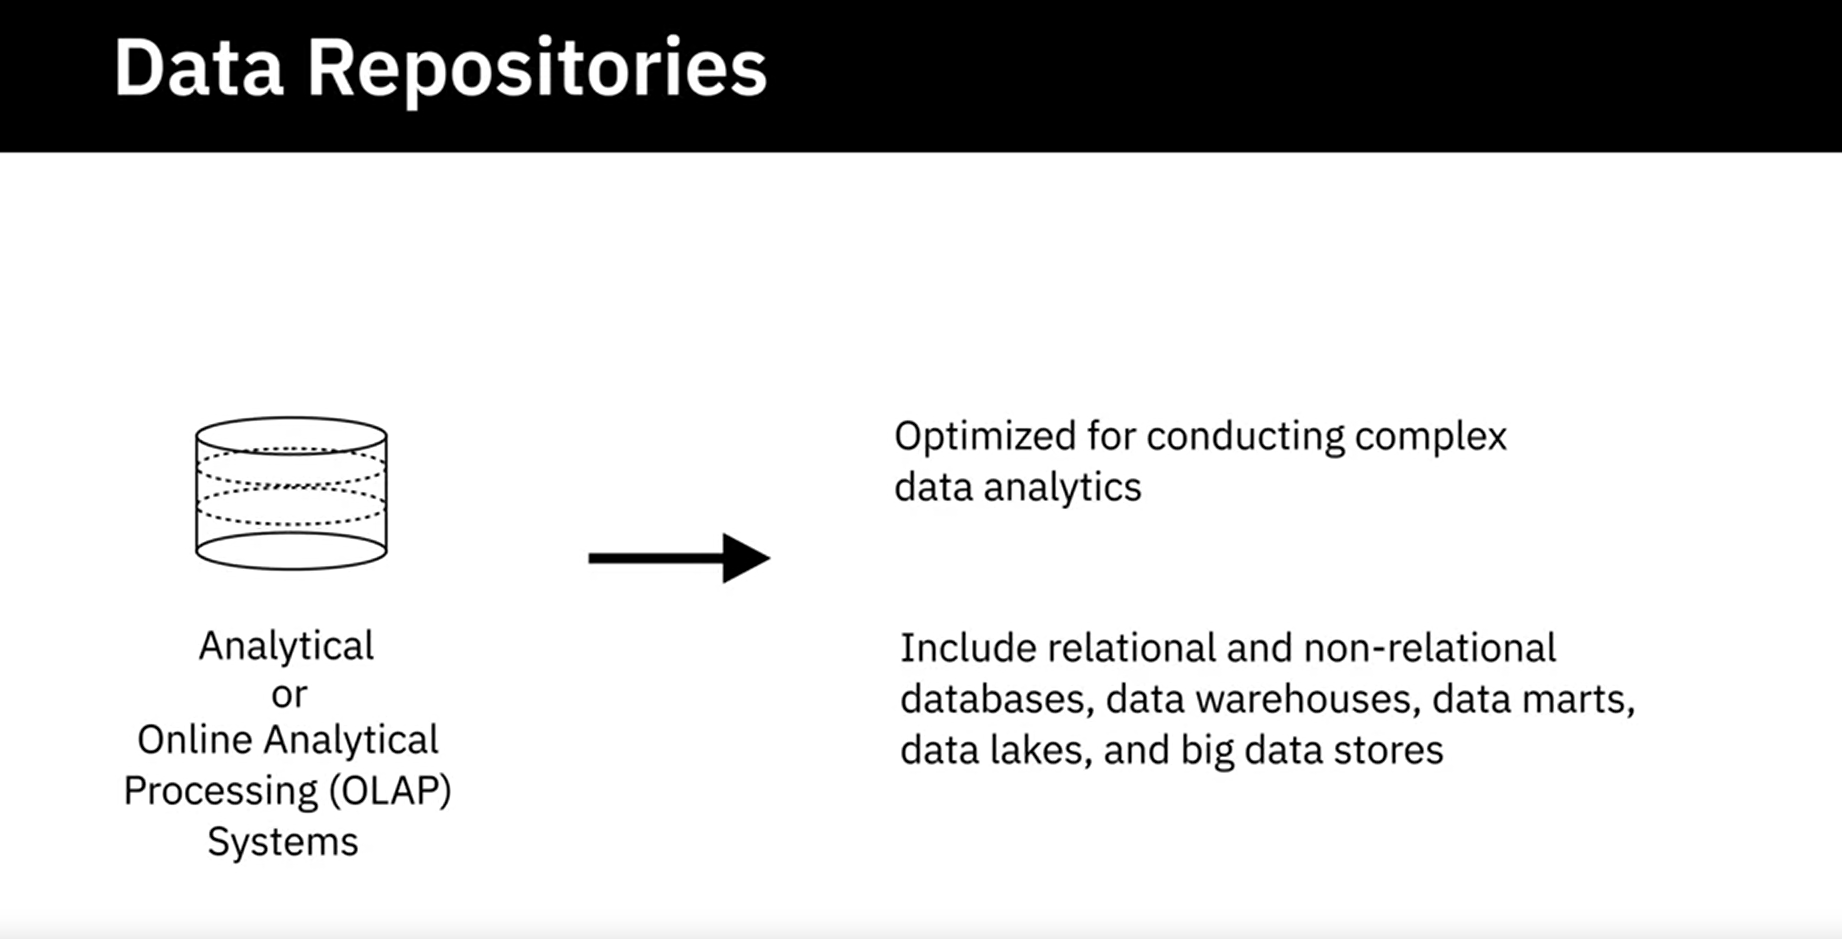 Data Repositories
Analytical
or
Online Analytical
Processing (OLAP)
Systems
Optimized for conducting complex
data analytics
Include relational and non-relational
databases, data warehouses, data marts,
data lakes, and big data stores